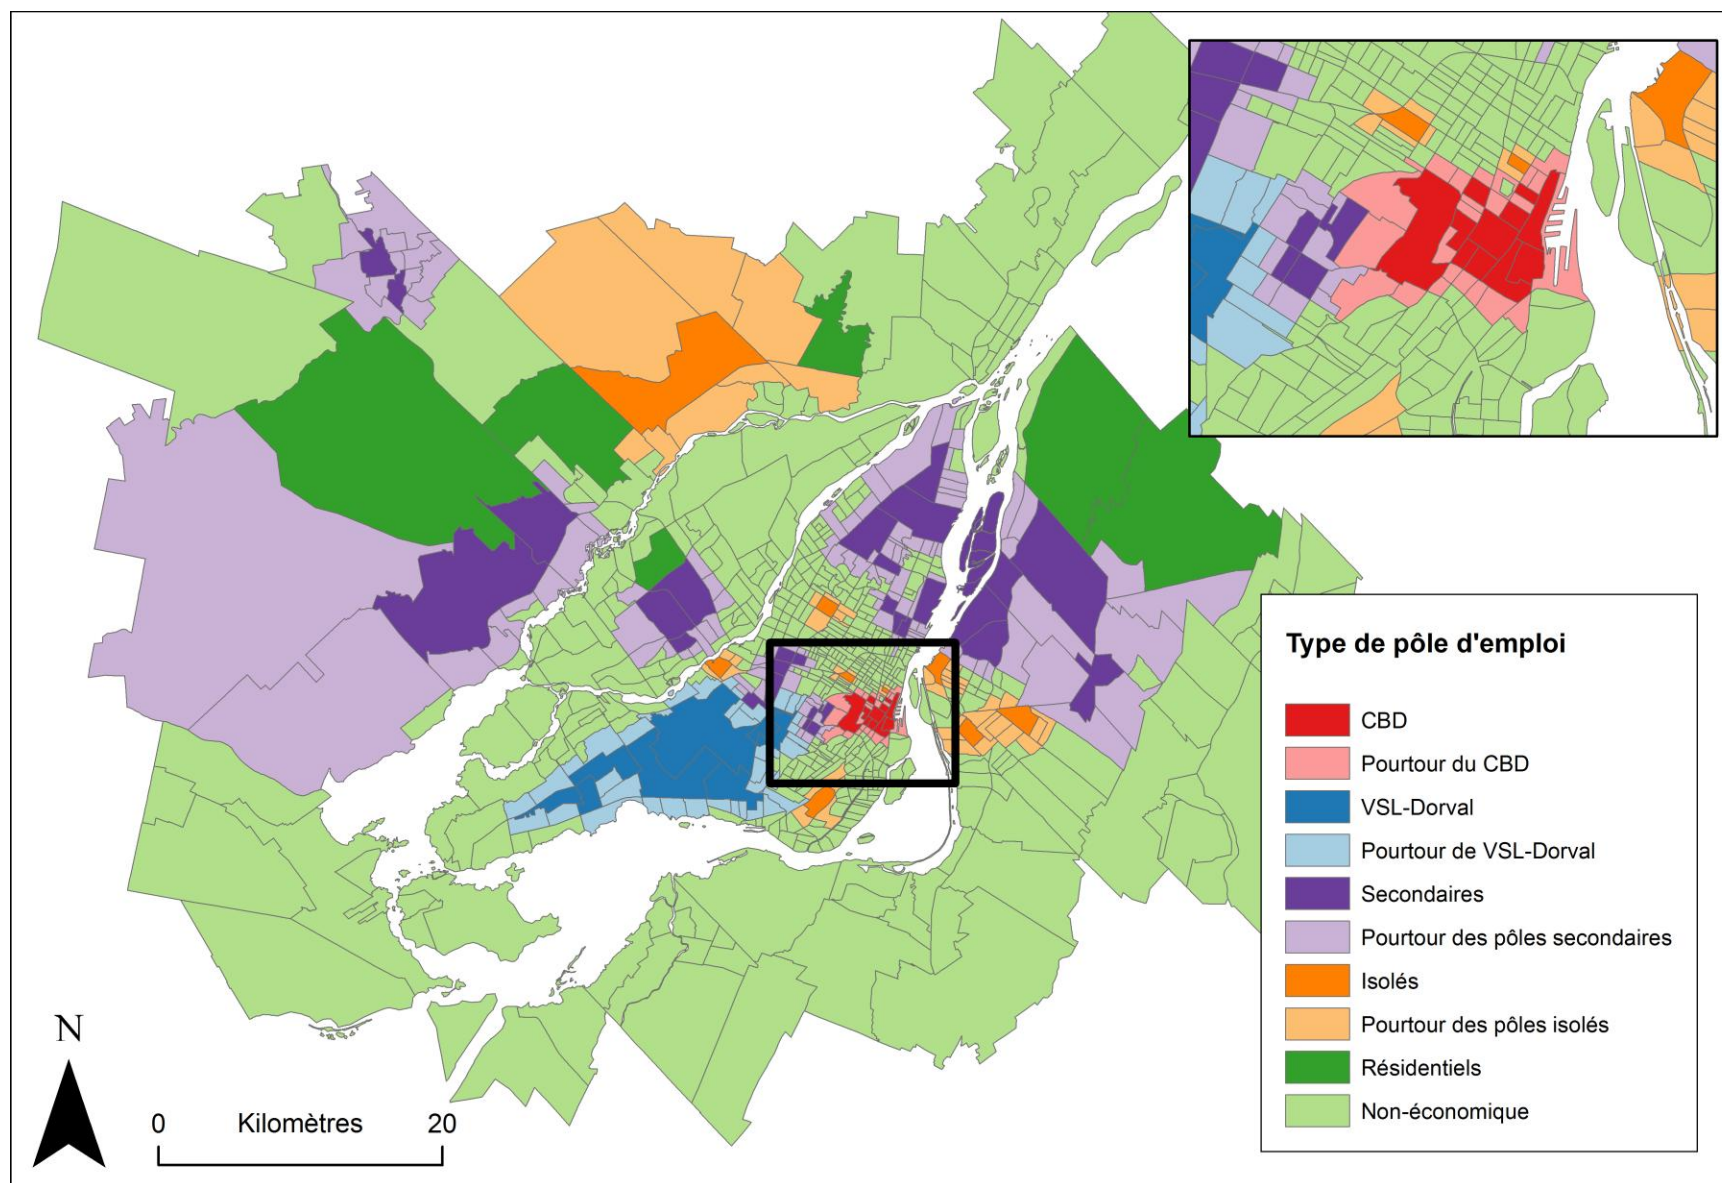 Type de pôle d'emploi
CBD
Pourtour du CBD
VSL-Dorval
Pourtour de VSL-Dorval
Secondaires
Pourtour des pôles secondaires
Isolés
Pourtour des pôles isolés
Résidentiels
Non-économique
N
0 Kilomètres 20